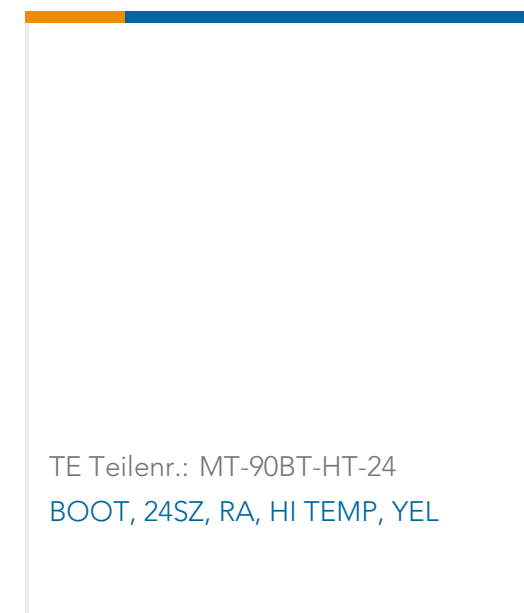 TE Teilenr.: MT-90BT-HT-24
BOOT, 24SZ, RA, HI TEMP, YEL